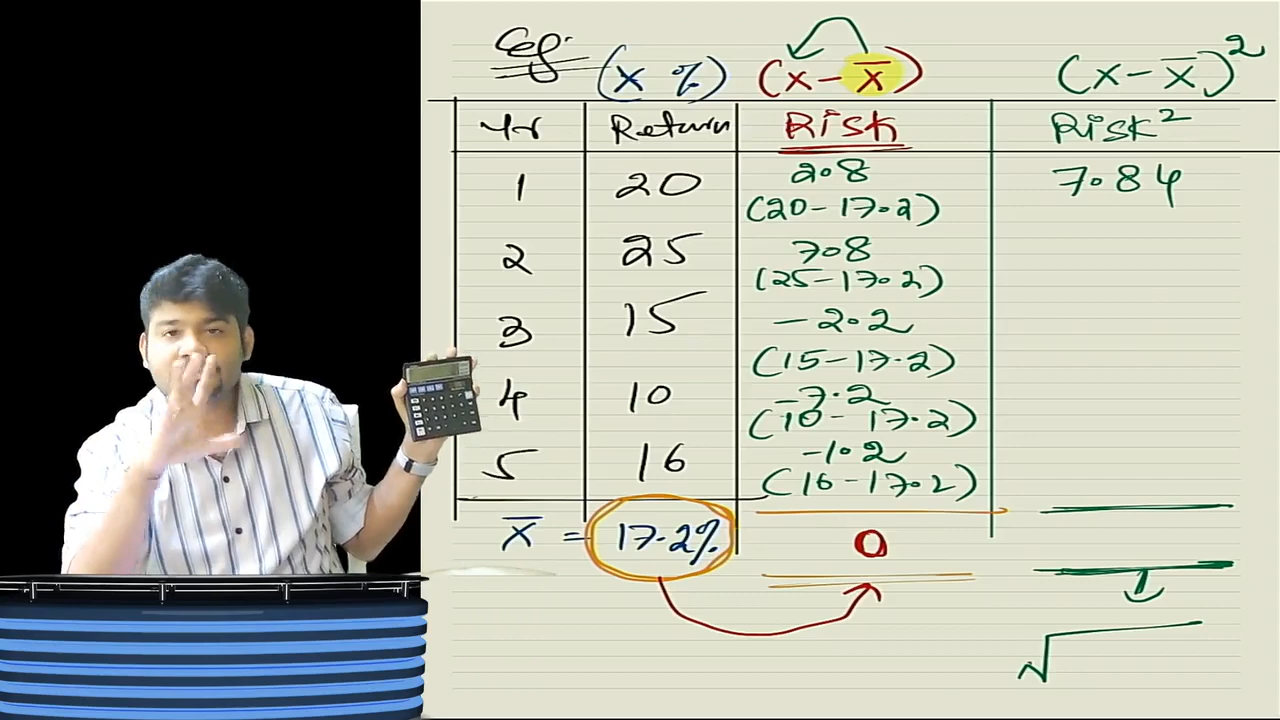 Eg:
(x %) (x - x̄) (x - x̄)²
Yr Return Risk Risk²
1 20 2.8 7.84
(20 - 17.2)
2 25 7.8
(25 - 17.2)
3 15 -2.2
(15 - 17.2)
4 10 -7.2
(10 - 17.2)
5 16 -1.2
(16 - 17.2)
x̄ = 17.2% 0
√